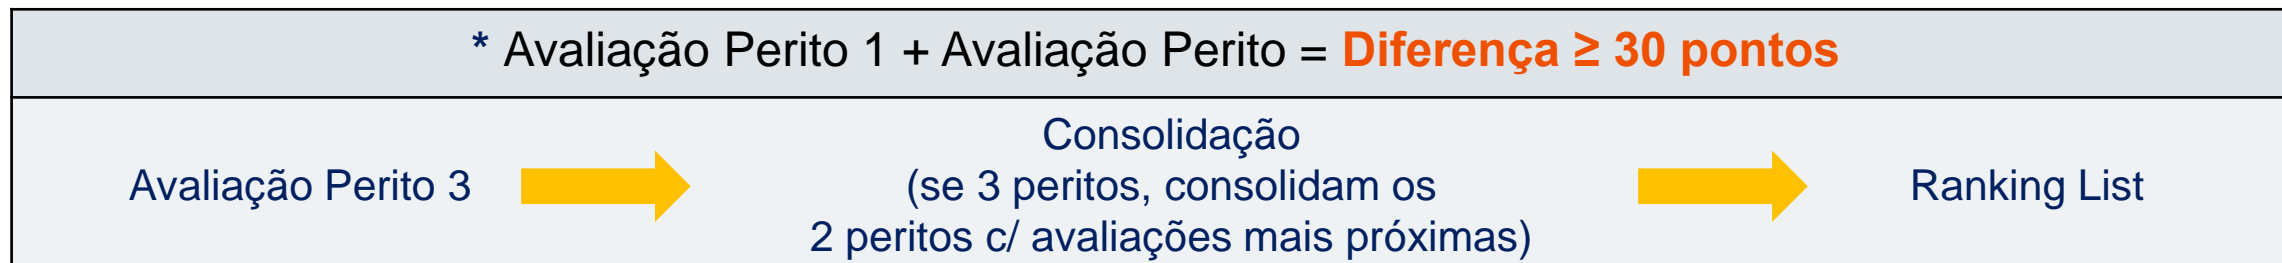 * Avaliação Perito 1 + Avaliação Perito = Diferença ≥ 30 pontos
Avaliação Perito 3
Consolidação
(se 3 peritos, consolidam os
2 peritos c/ avaliações mais próximas)
Ranking List